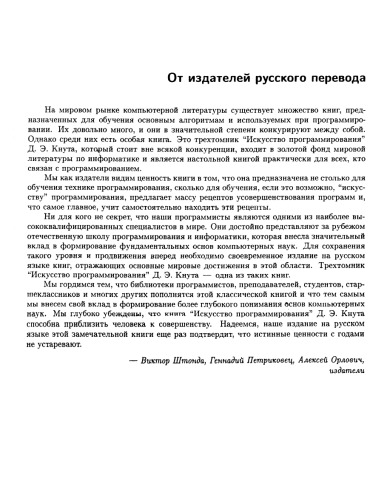 От издателей русского перевода
На мировом рынке компьютерной литературы существует множество книг, пред-
назначенных для обучения основным алгоритмам и используемых при программиро-
вании. Их довольно много, и они в значительной степени конкурируют между собой.
Однако среди них есть особая книга. Это трехтомник “Искусство программирования”
Д. Э. Кнута, который стоит вне всякой конкуренции, входит в золотой фонд мировой
литературы по информатике и является настольной книгой практически для всех, кто
связан с программированием.
Мы как издатели видим ценность книги в том, что она предназначена не столько для
обучения технике программирования, сколько для обучения, если это возможно, “искус-
ству” программирования, предлагает массу рецептов усовершенствования программ и,
что самое главное, учит самостоятельно находить эти рецепты.
Ни для кого не секрет, что наши программисты являются одними из наиболее вы-
сококвалифицированных специалистов в мире. Они достойно представляют за рубежом
отечественную школу программирования и информатики, которая внесла значительный
вклад в формирование фундаментальных основ компьютерных наук. Для сохранения
такого уровня и продвижения вперед необходимо своевременное издание на русском
языке книг, отражающих основные мировые достижения в этой области. Трехтомник
“Искусство программирования” Д. Э. Кнута — одна из таких книг.
Мы гордимся тем, что библиотеки программистов, преподавателей, студентов, стар-
шеклассников и многих других пополнятся этой классической книгой и что тем самым
мы внесем свой вклад в формирование более глубокого понимания основ компьютерных
наук. Мы глубоко убеждены, что книга “Искусство программирования” Д. Э. Кнута
способна приблизить человека к совершенству. Надеемся, наше издание на русском
языке этой замечательной книги еще раз подтвердит, что истинные ценности с годами
не устаревают.
— Виктор Штонда, Геннадий Петриковец, Алексей Орлович,
издатели